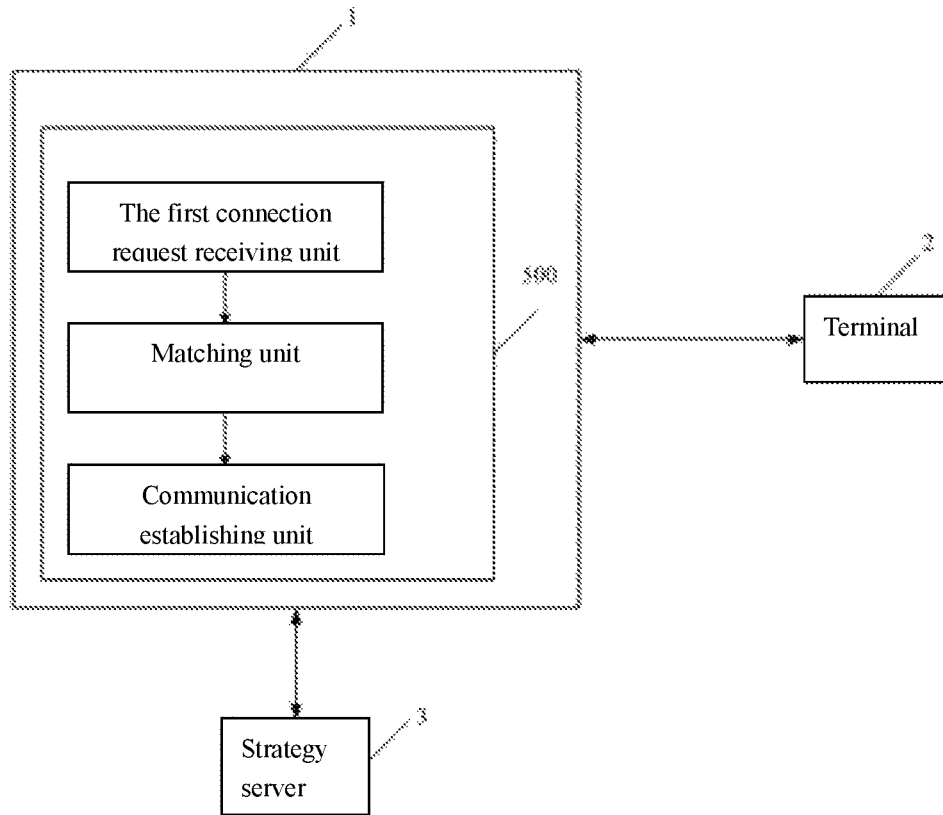 1
The first connection
request receiving unit
500
2
Matching unit
Terminal
Communication
establishing unit
3
Strategy
server